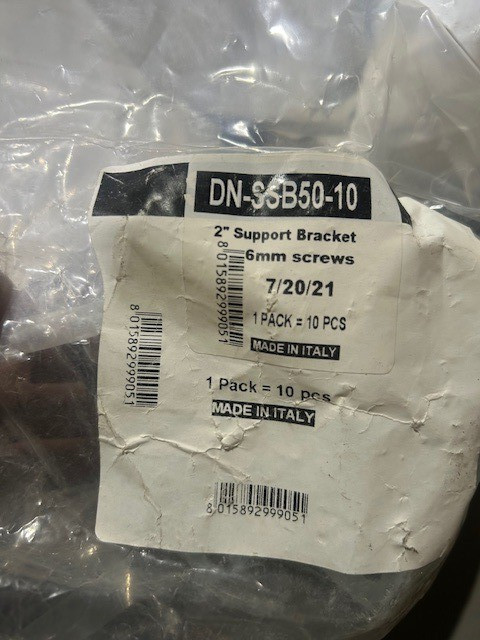 DN-SSB50-10
2" Support Bracket
6mm screws
7/20/21
1 PACK = 10 PCS
MADE IN ITALY
8015892999051
8015892999051
1 Pack = 10 pcs
MADE IN ITALY
8015892999051